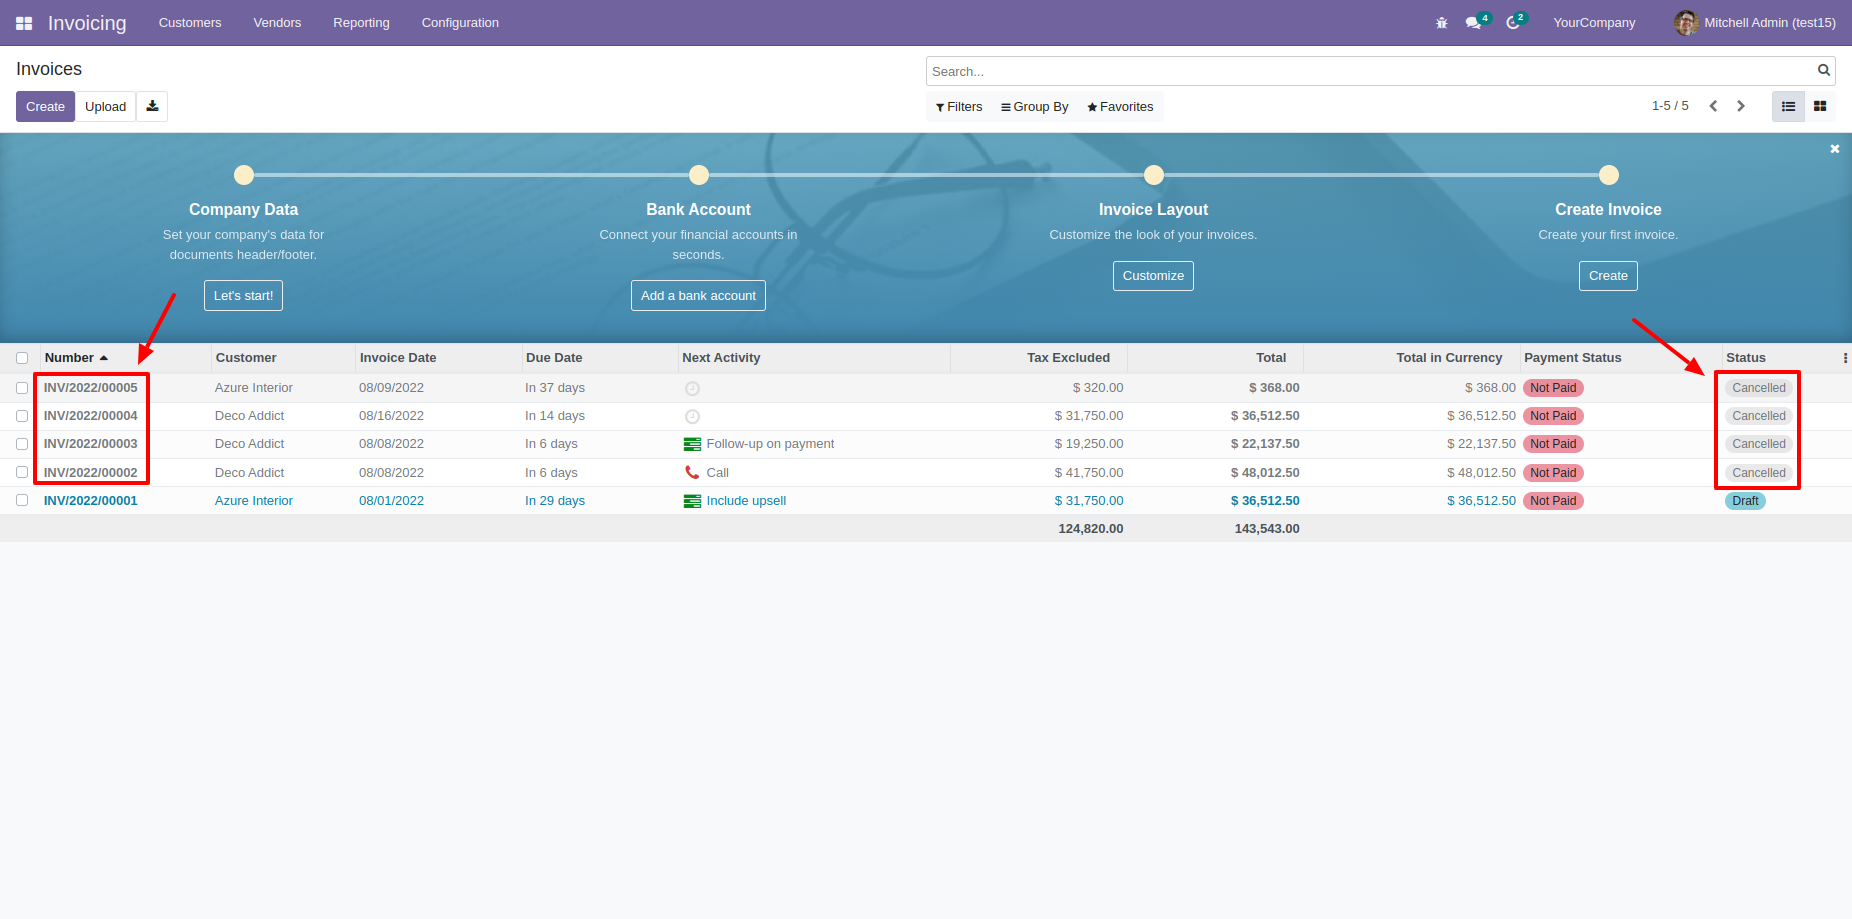 Invoicing Customers Vendors Reporting Configuration 4 2 YourCompany Mitchell Admin (test15)
Invoices
Search...
Create Upload Filters Group By Favorites 1-5 / 5
Company Data Bank Account Invoice Layout Create Invoice
Set your company's data for Connect your financial accounts in Customize the look of your invoices. Create your first invoice.
documents header/footer. seconds.
Customize Create
Let's start! Add a bank account
Number Customer Invoice Date Due Date Next Activity Tax Excluded Total Total in Currency Payment Status Status
INV/2022/00005 Azure Interior 08/09/2022 In 37 days $ 320.00 $ 368.00 $ 368.00 Not Paid Cancelled
INV/2022/00004 Deco Addict 08/16/2022 In 14 days $ 31,750.00 $ 36,512.50 $ 36,512.50 Not Paid Cancelled
INV/2022/00003 Deco Addict 08/08/2022 In 6 days Follow-up on payment $ 19,250.00 $ 22,137.50 $ 22,137.50 Not Paid Cancelled
INV/2022/00002 Deco Addict 08/08/2022 In 6 days Call $ 41,750.00 $ 48,012.50 $ 48,012.50 Not Paid Cancelled
INV/2022/00001 Azure Interior 08/01/2022 In 29 days Include upsell $ 31,750.00 $ 36,512.50 $ 36,512.50 Not Paid Draft
124,820.00 143,543.00